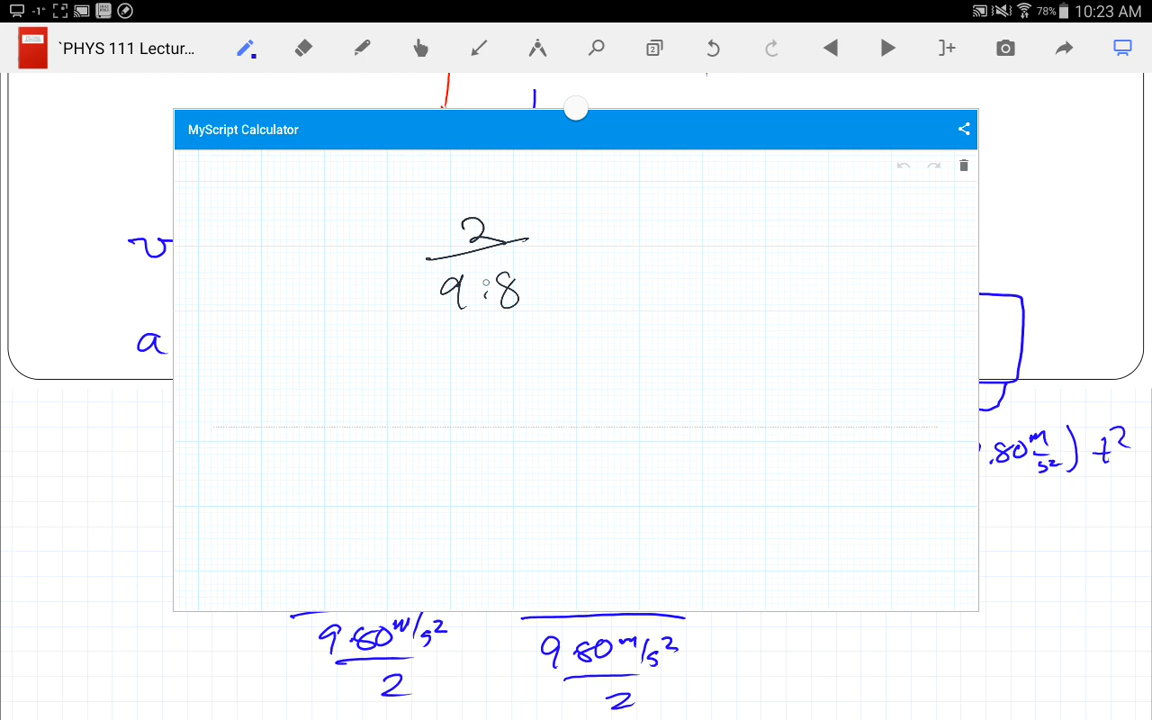 -1° 78% 10:23 AM
`PHYS 111 Lectur... 2
MyScript Calculator
2
9.8
v
a
.80 m/s² ) t²
9.80 m/s²
2
9.80 m/s²
2